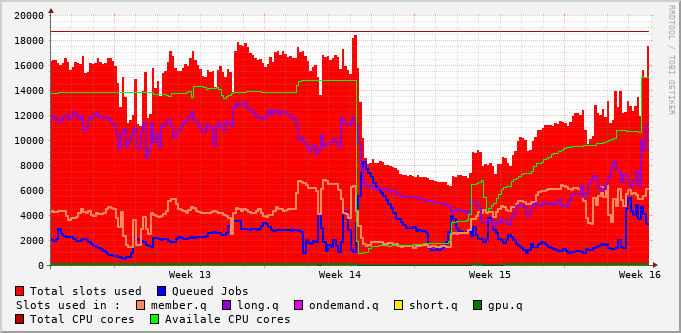 RRDTOOL / TOBI OETIKER
20000
18000
16000
14000
12000
10000
8000
6000
4000
2000
0
Week 13 Week 14 Week 15 Week 16
Total slots used Queued Jobs
Slots used in : member.q long.q ondemand.q short.q gpu.q
Total CPU cores Availale CPU cores